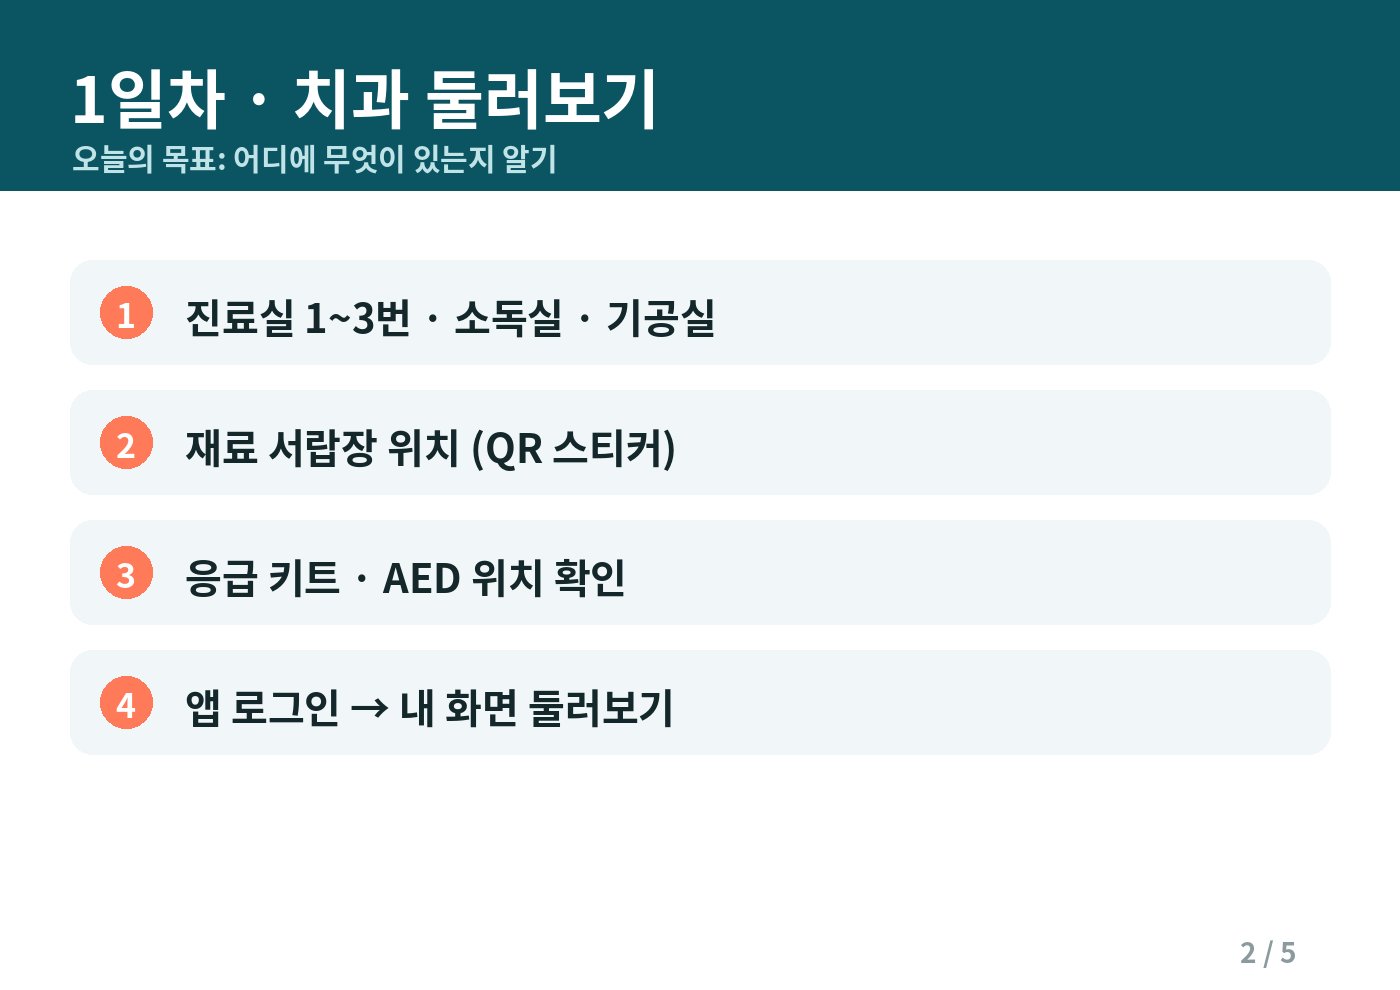 1일차 · 치과 둘러보기
오늘의 목표: 어디에 무엇이 있는지 알기
1 진료실 1~3번 · 소독실 · 기공실
2 재료 서랍장 위치 (QR 스티커)
3 응급 키트 · AED 위치 확인
4 앱 로그인 → 내 화면 둘러보기
2 / 5